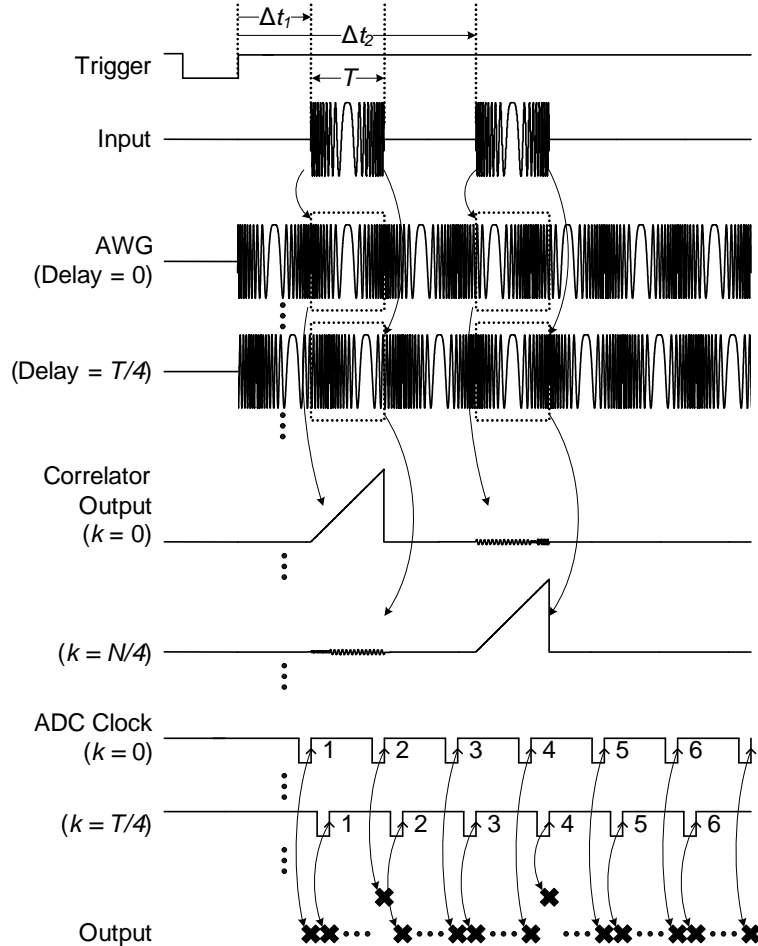 Δt₁
Δt₂
Trigger
T
Input
AWG
(Delay = 0)
(Delay = T/4)
Correlator
Output
(k = 0)
(k = N/4)
ADC Clock
(k = 0)
1 2 3 4 5 6
(k = T/4)
1 2 3 4 5 6
Output